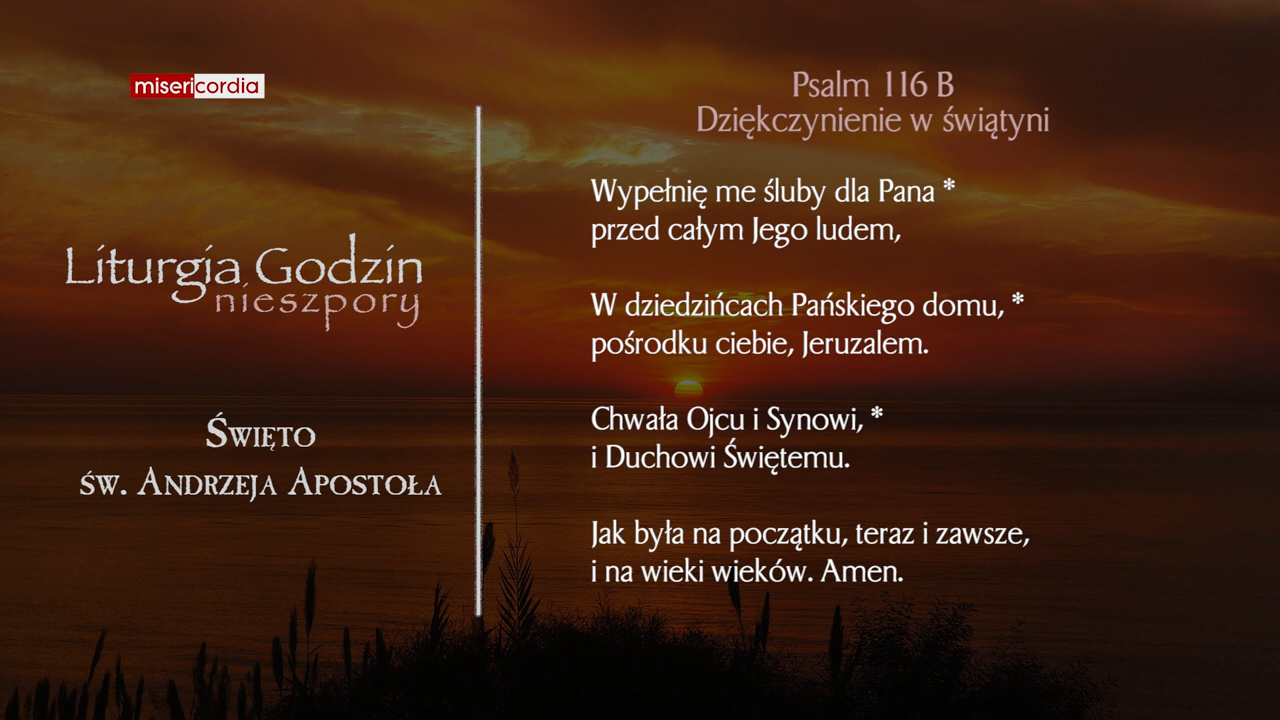 misericordia
Liturgia Godzin
nieszpory
Święto
św. Andrzeja Apostoła
Psalm 116 B
Dziękczynienie w świątyni
Wypełnię me śluby dla Pana *
przed całym Jego ludem,
W dziedzińcach Pańskiego domu, *
pośrodku ciebie, Jeruzalem.
Chwała Ojcu i Synowi, *
i Duchowi Świętemu.
Jak była na początku, teraz i zawsze,
i na wieki wieków. Amen.